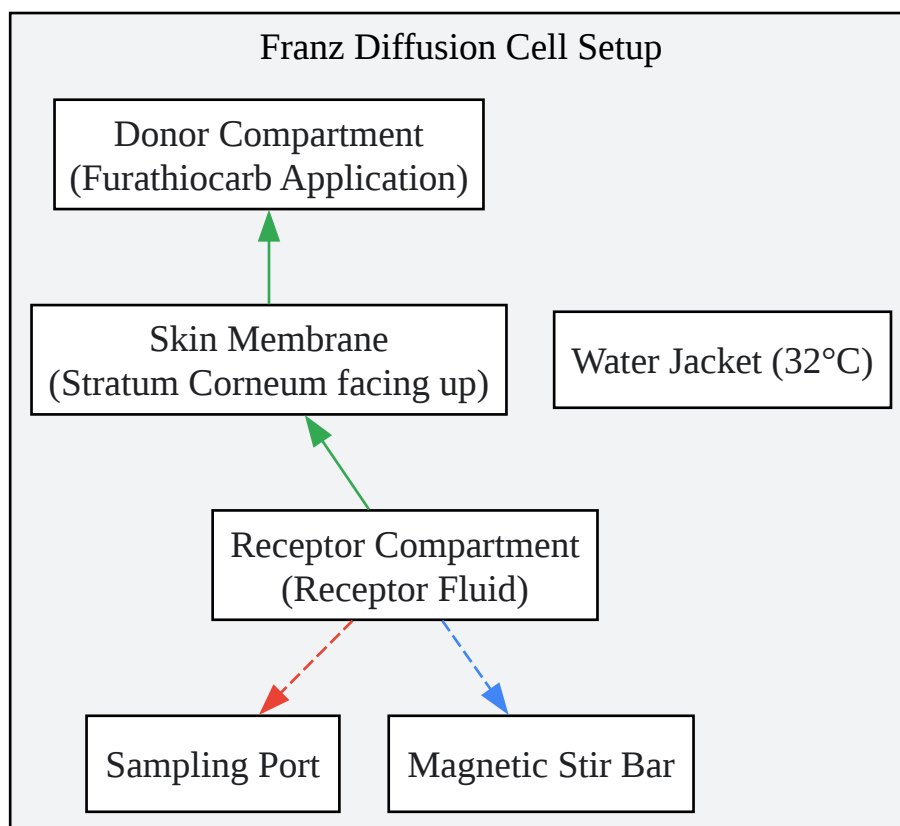 Franz Diffusion Cell Setup
Donor Compartment
(Furathiocarb Application)
Skin Membrane
(Stratum Corneum facing up)
Water Jacket (32°C)
Receptor Compartment
(Receptor Fluid)
Sampling Port
Magnetic Stir Bar